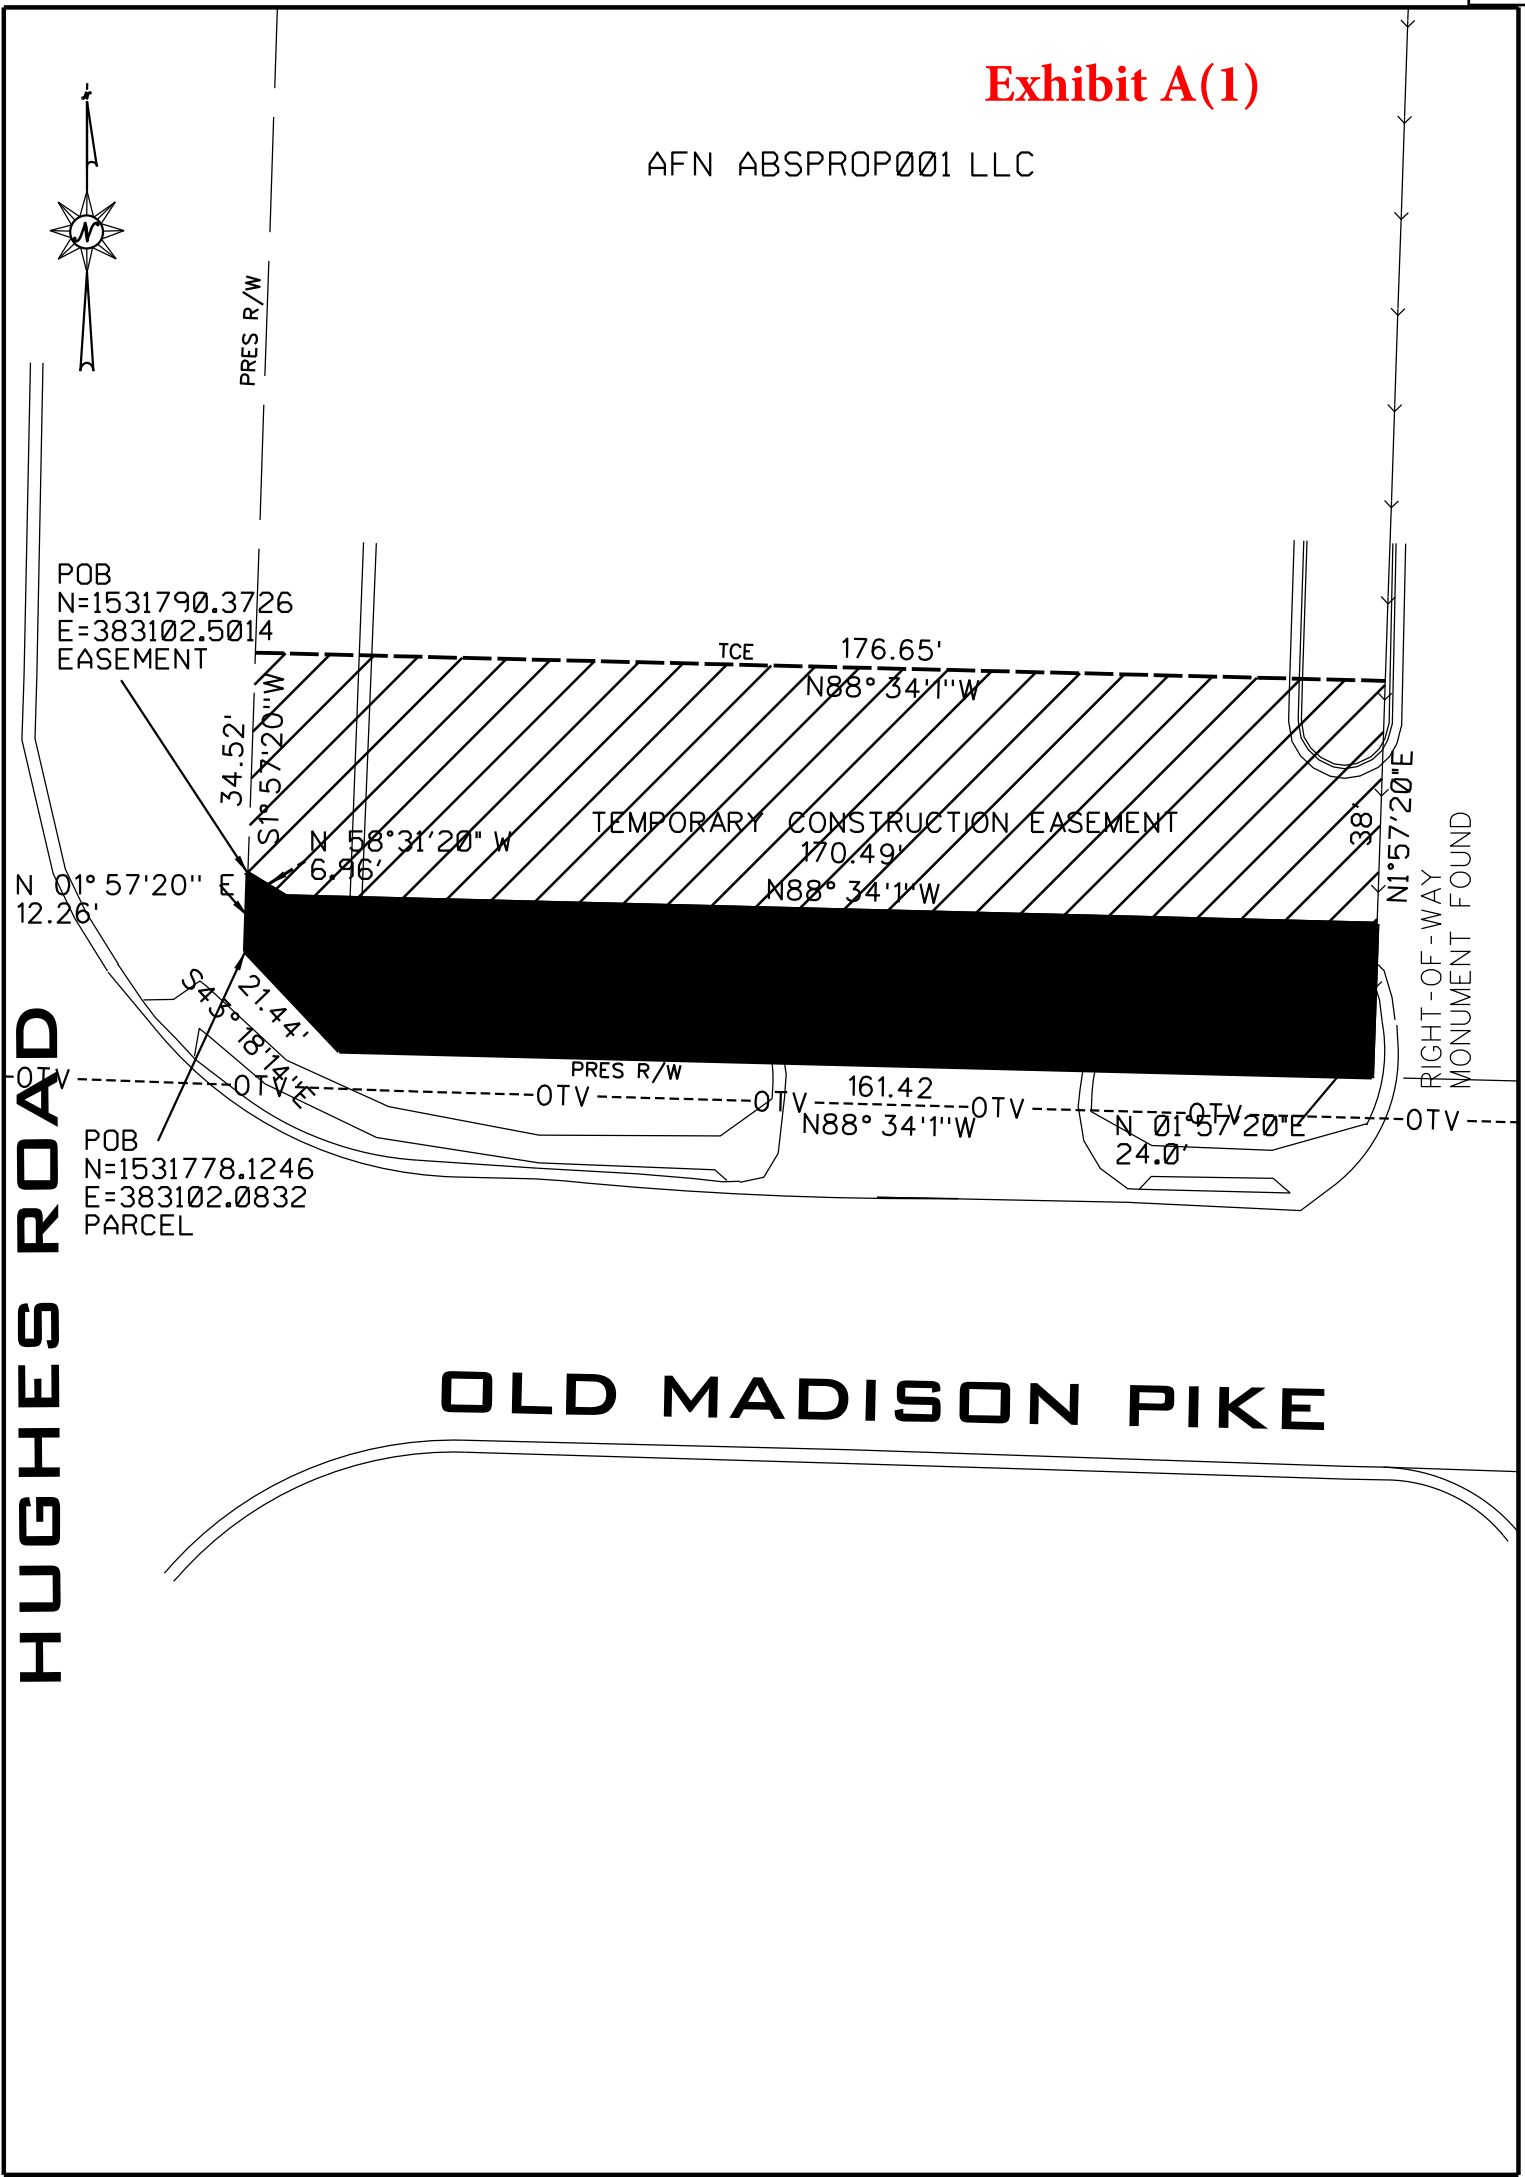 Exhibit A(1)
AFN ABSPROP001 LLC
N
PRES R/W
POB
N=1531790.3726
E=383102.5014
EASEMENT
TCE
176.65'
N88° 34'1"W
34.52'
S1° 57'20"W
N 58°31'20" W
6.96'
TEMPORARY CONSTRUCTION EASEMENT
170.49'
N88° 34'1"W
38'
N1°57'20"E
RIGHT-OF-WAY
MONUMENT FOUND
N 01° 57'20" E
12.26'
21.44'
S43° 18'14"E
PRES R/W
161.42
N88° 34'1"W
OTV
OTV
OTV
OTV
OTV
OTV
OTV
N 01°57'20"E
24.0'
POB
N=1531778.1246
E=383102.0832
PARCEL
HUGHES ROAD
OLD MADISON PIKE